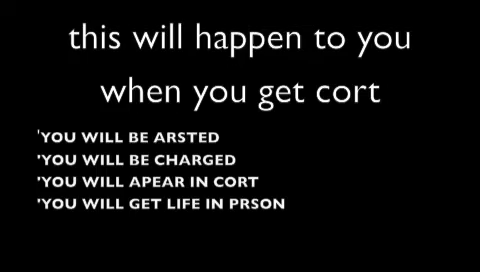 this will happen to you
when you get cort
'YOU WILL BE ARSTED
'YOU WILL BE CHARGED
'YOU WILL APEAR IN CORT
'YOU WILL GET LIFE IN PRSON